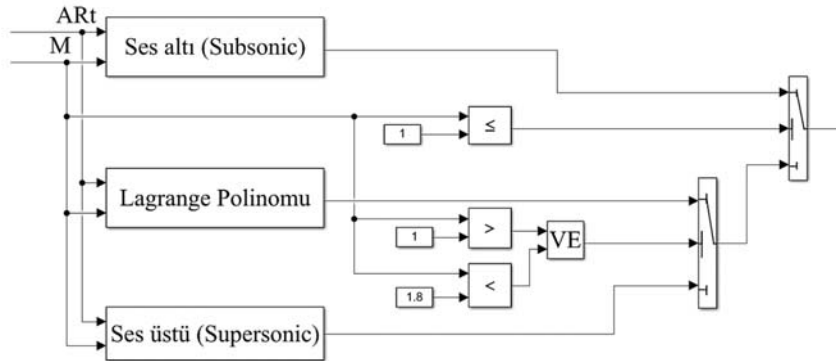 ARt
M
Ses altı (Subsonic)
1
≤
Lagrange Polinomu
1
>
VE
1.8
<
Ses üstü (Supersonic)